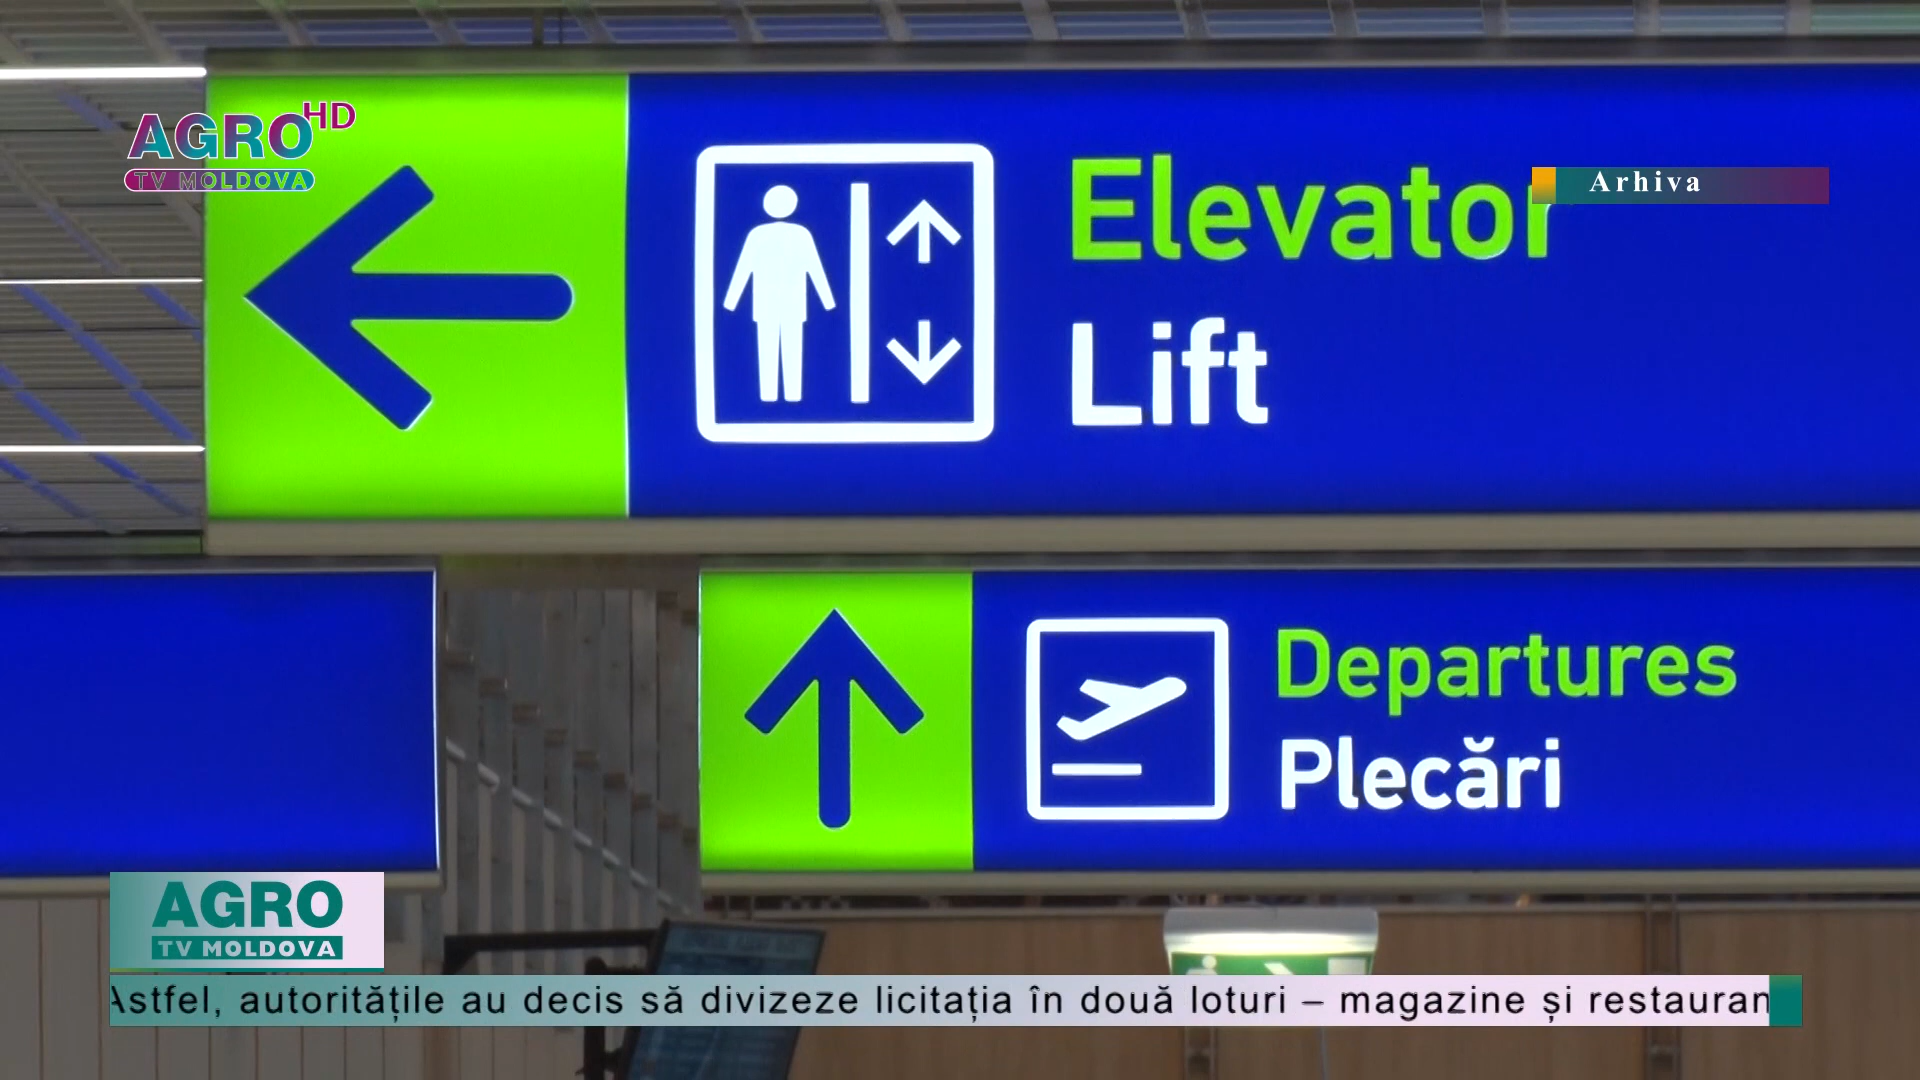 AGRO HD
TV MOLDOVA
Arhiva
Elevator
Lift
Departures
Plecări
AGRO
TV MOLDOVA
Astfel, autoritățile au decis să divizeze licitația în două loturi – magazine și restauran